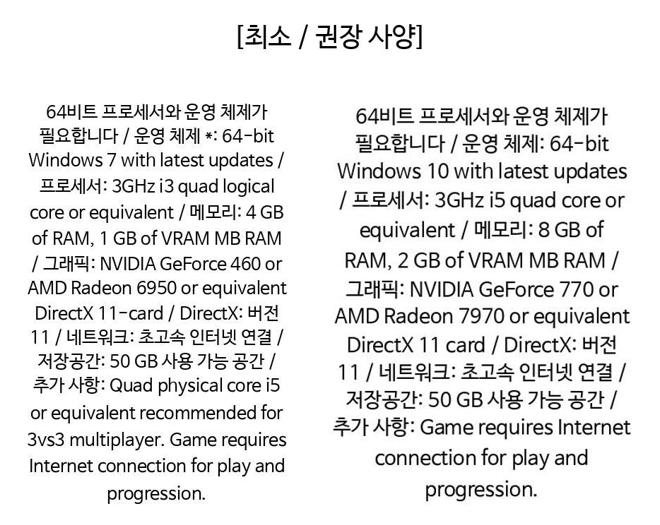 [최소 / 권장 사양]
64비트 프로세서와 운영 체제가
필요합니다 / 운영 체제 *: 64-bit
Windows 7 with latest updates /
프로세서: 3GHz i3 quad logical
core or equivalent / 메모리: 4 GB
of RAM, 1 GB of VRAM MB RAM
/ 그래픽: NVIDIA GeForce 460 or
AMD Radeon 6950 or equivalent
DirectX 11-card / DirectX: 버전
11 / 네트워크: 초고속 인터넷 연결 /
저장공간: 50 GB 사용 가능 공간 /
추가 사항: Quad physical core i5
or equivalent recommended for
3vs3 multiplayer. Game requires
Internet connection for play and
progression.
64비트 프로세서와 운영 체제가
필요합니다 / 운영 체제: 64-bit
Windows 10 with latest updates
/ 프로세서: 3GHz i5 quad core or
equivalent / 메모리: 8 GB of
RAM, 2 GB of VRAM MB RAM /
그래픽: NVIDIA GeForce 770 or
AMD Radeon 7970 or equivalent
DirectX 11 card / DirectX: 버전
11 / 네트워크: 초고속 인터넷 연결 /
저장공간: 50 GB 사용 가능 공간 /
추가 사항: Game requires Internet
connection for play and
progression.